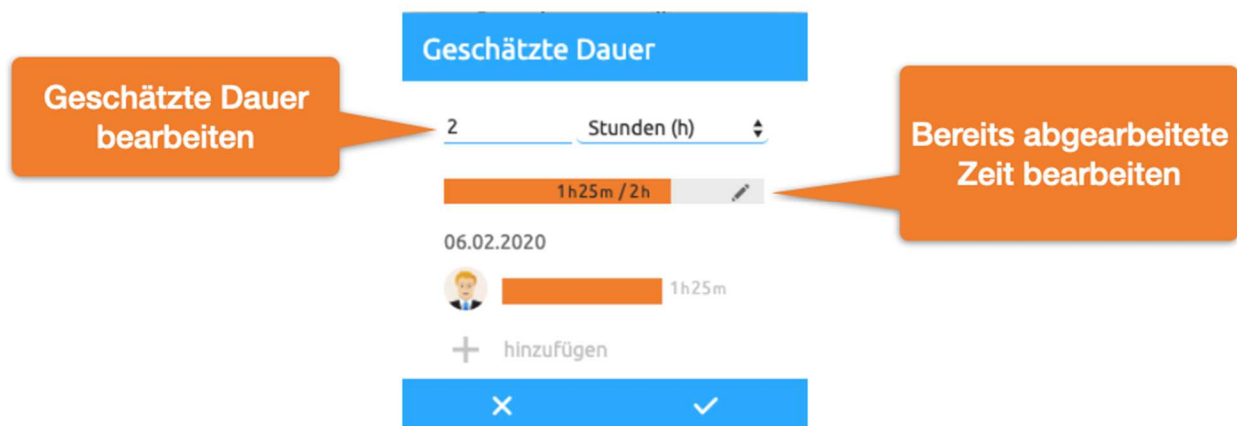 Geschätzte Dauer
Geschätzte Dauer
bearbeiten
2
Stunden (h)
Bereits abgearbeitete
Zeit bearbeiten
1h25m / 2h
06.02.2020
1h25m
hinzufügen